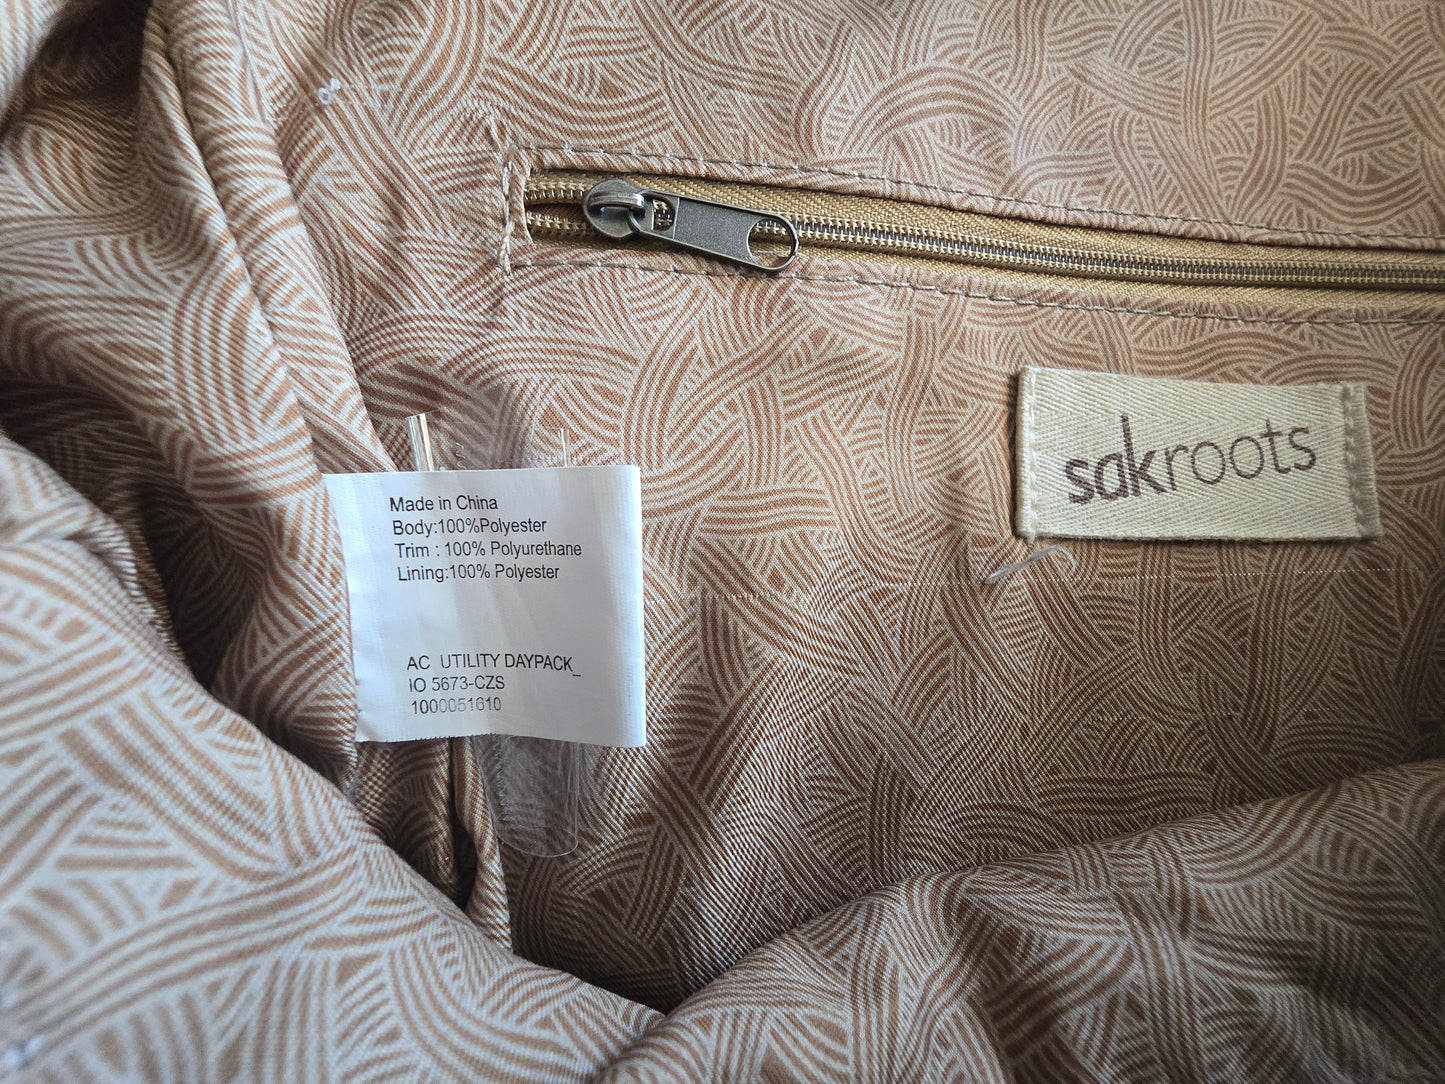 sakroots
Made in China
Body:100%Polyester
Trim : 100% Polyurethane
Lining:100% Polyester
AC UTILITY DAYPACK_
IO 5673-CZS
1000051610